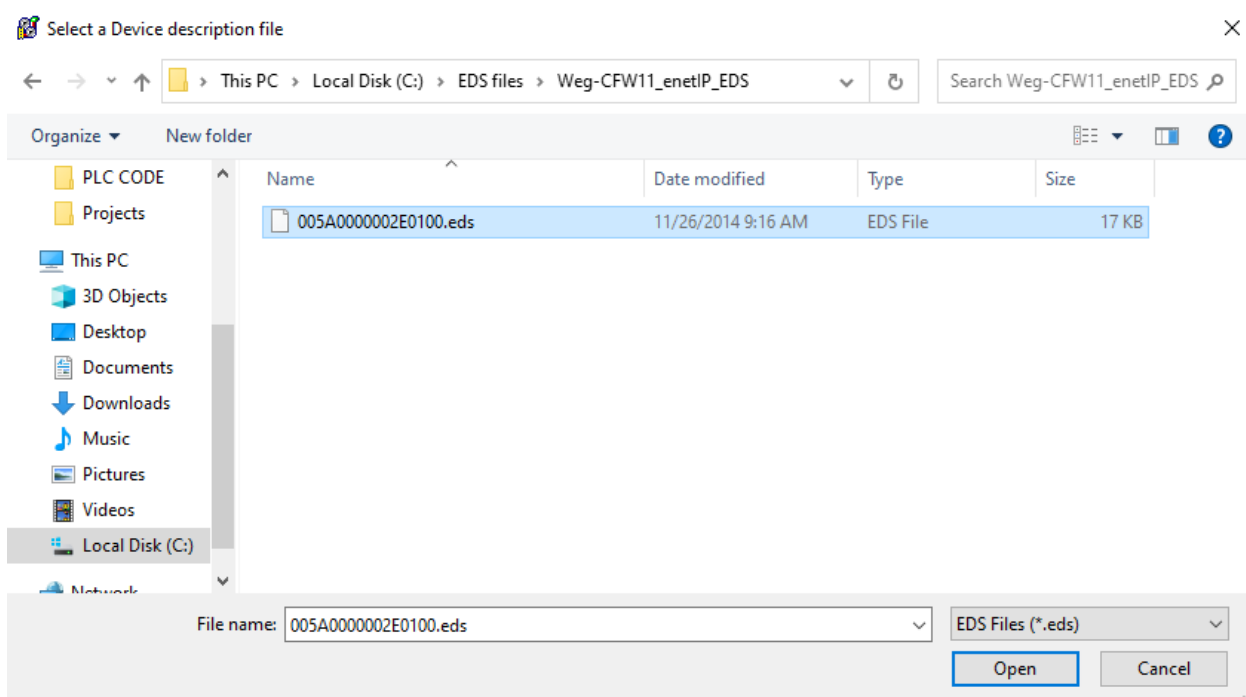 Select a Device description file
This PC > Local Disk (C:) > EDS files > Weg-CFW11_enetIP_EDS
Search Weg-CFW11_enetIP_EDS
Organize
New folder
?
PLC CODE
Projects
This PC
3D Objects
Desktop
Documents
Downloads
Music
Pictures
Videos
Local Disk (C:)
Network
Name Date modified Type Size
005A0000002E0100.eds 11/26/2014 9:16 AM EDS File 17 KB
File name: 005A0000002E0100.eds
EDS Files (*.eds)
Open Cancel